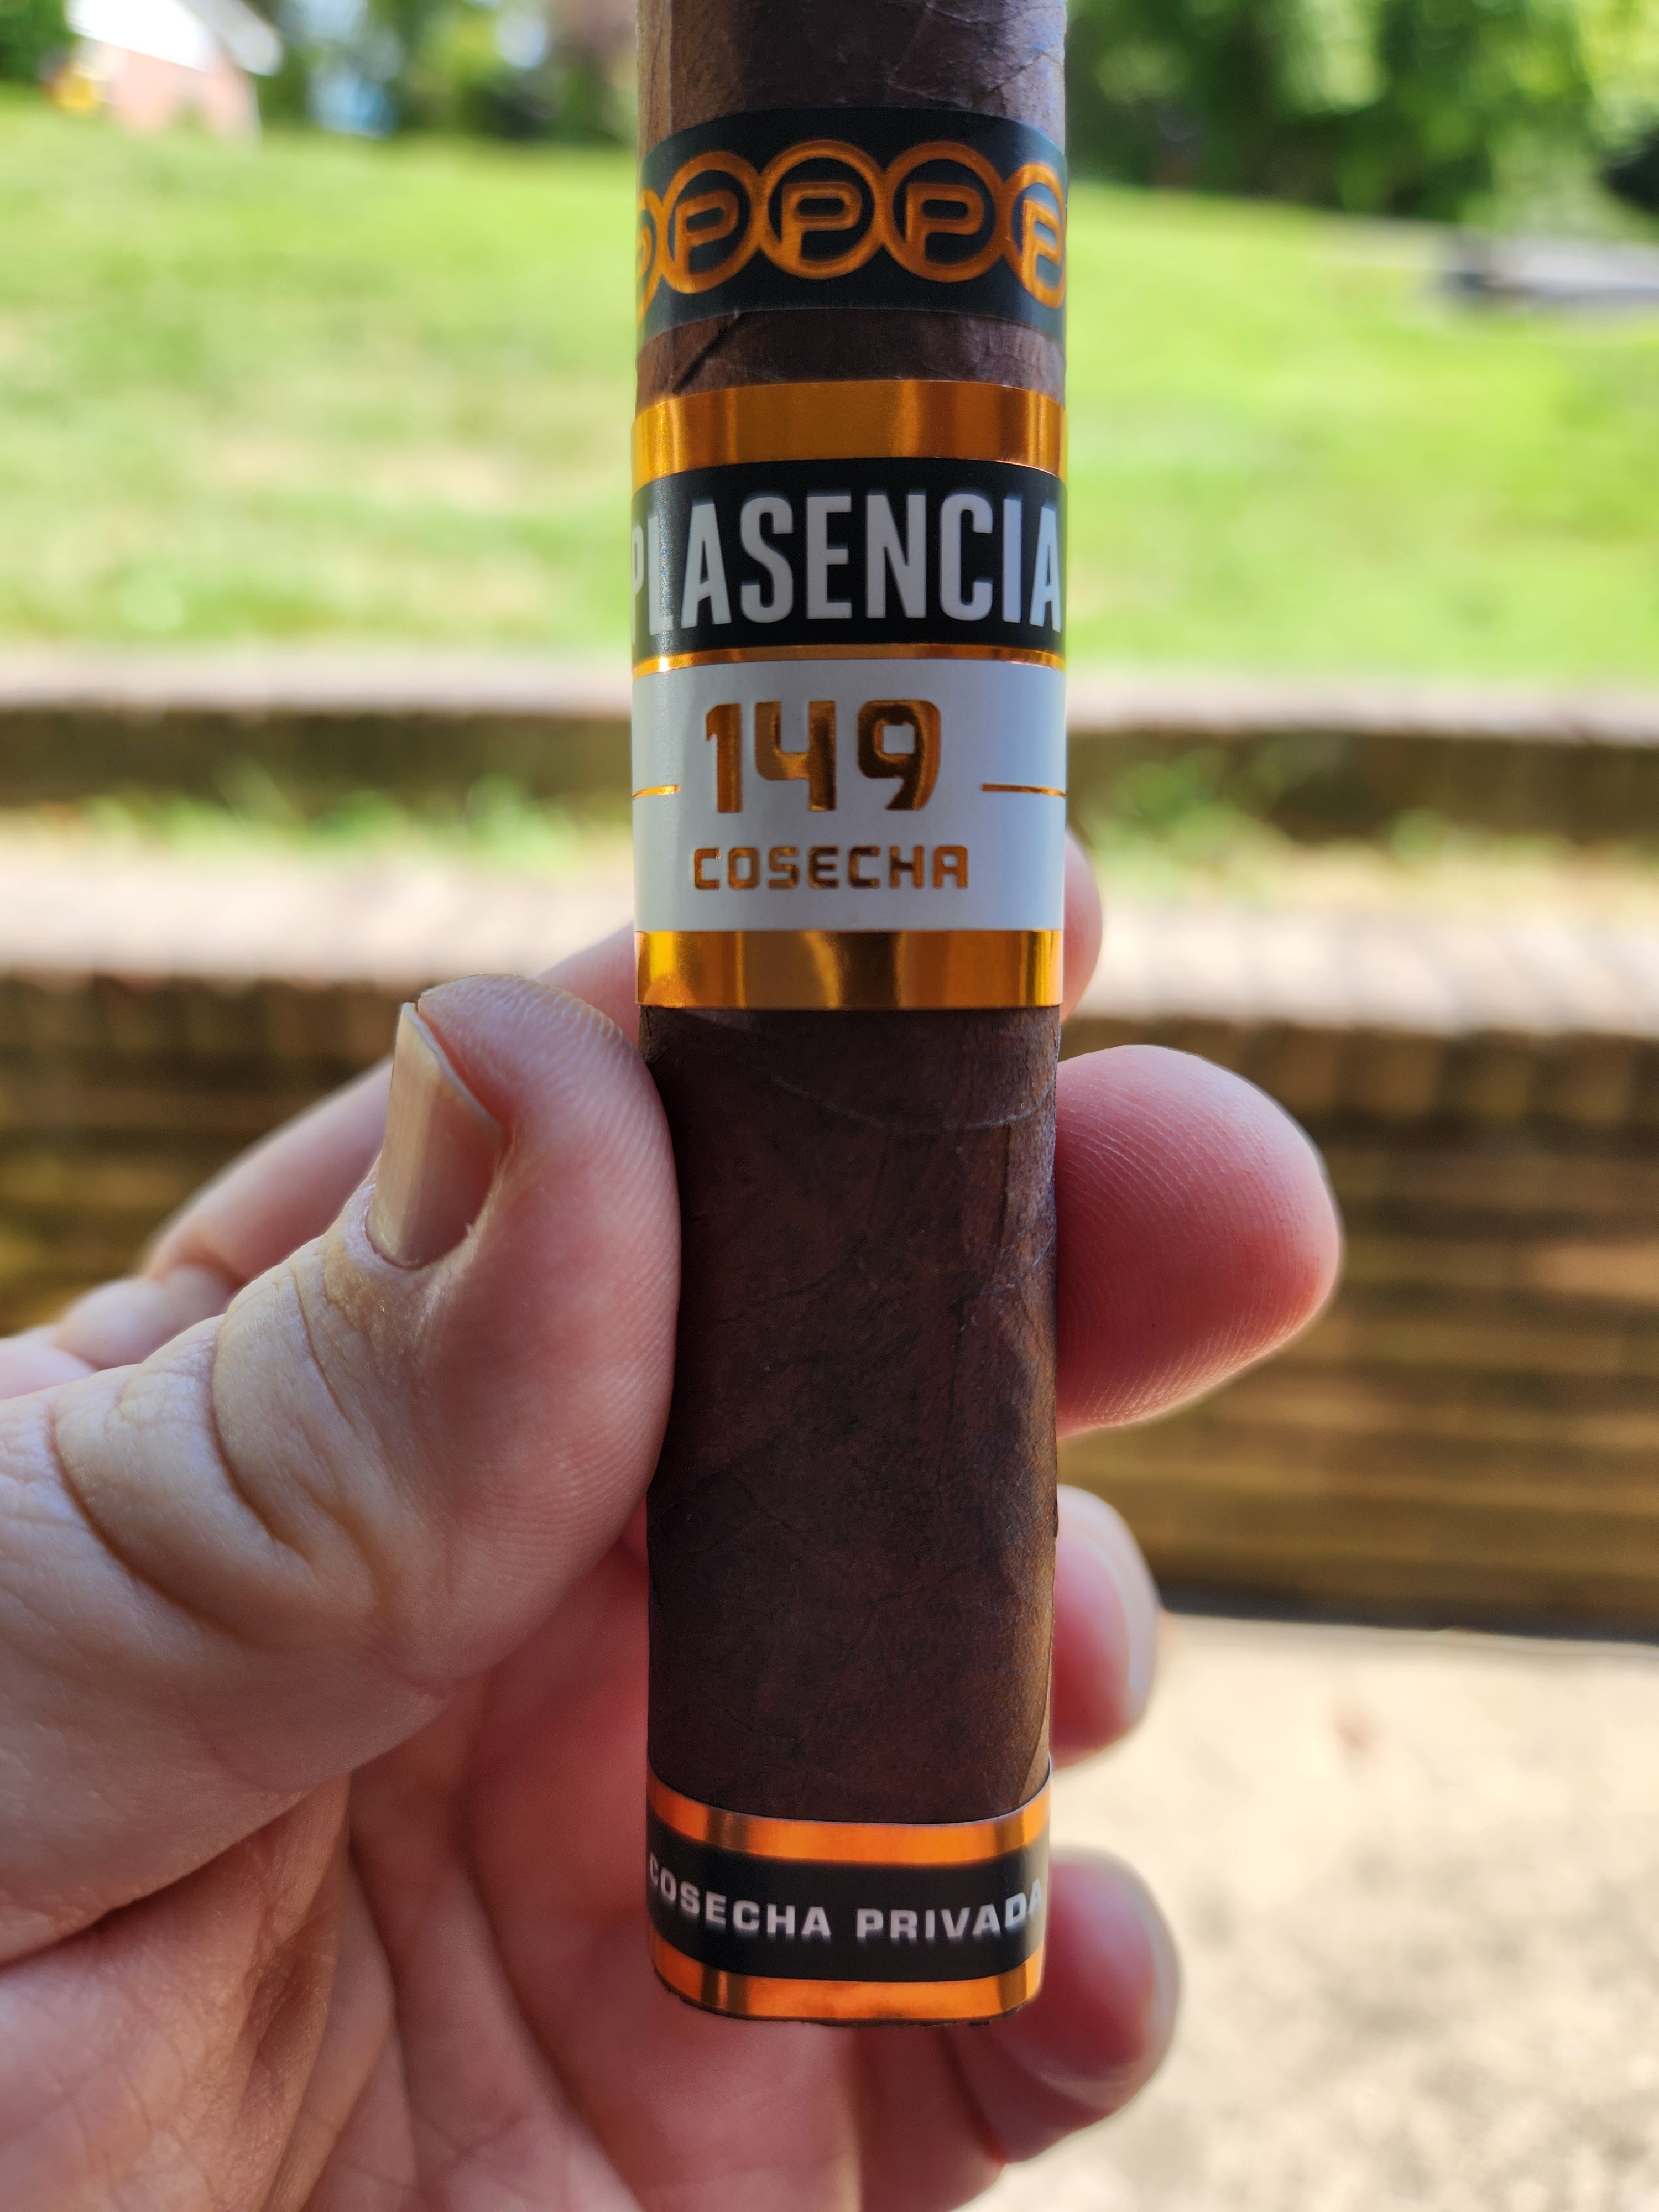 P P P P P
PLASENCIA
149
COSECHA
COSECHA PRIVADA